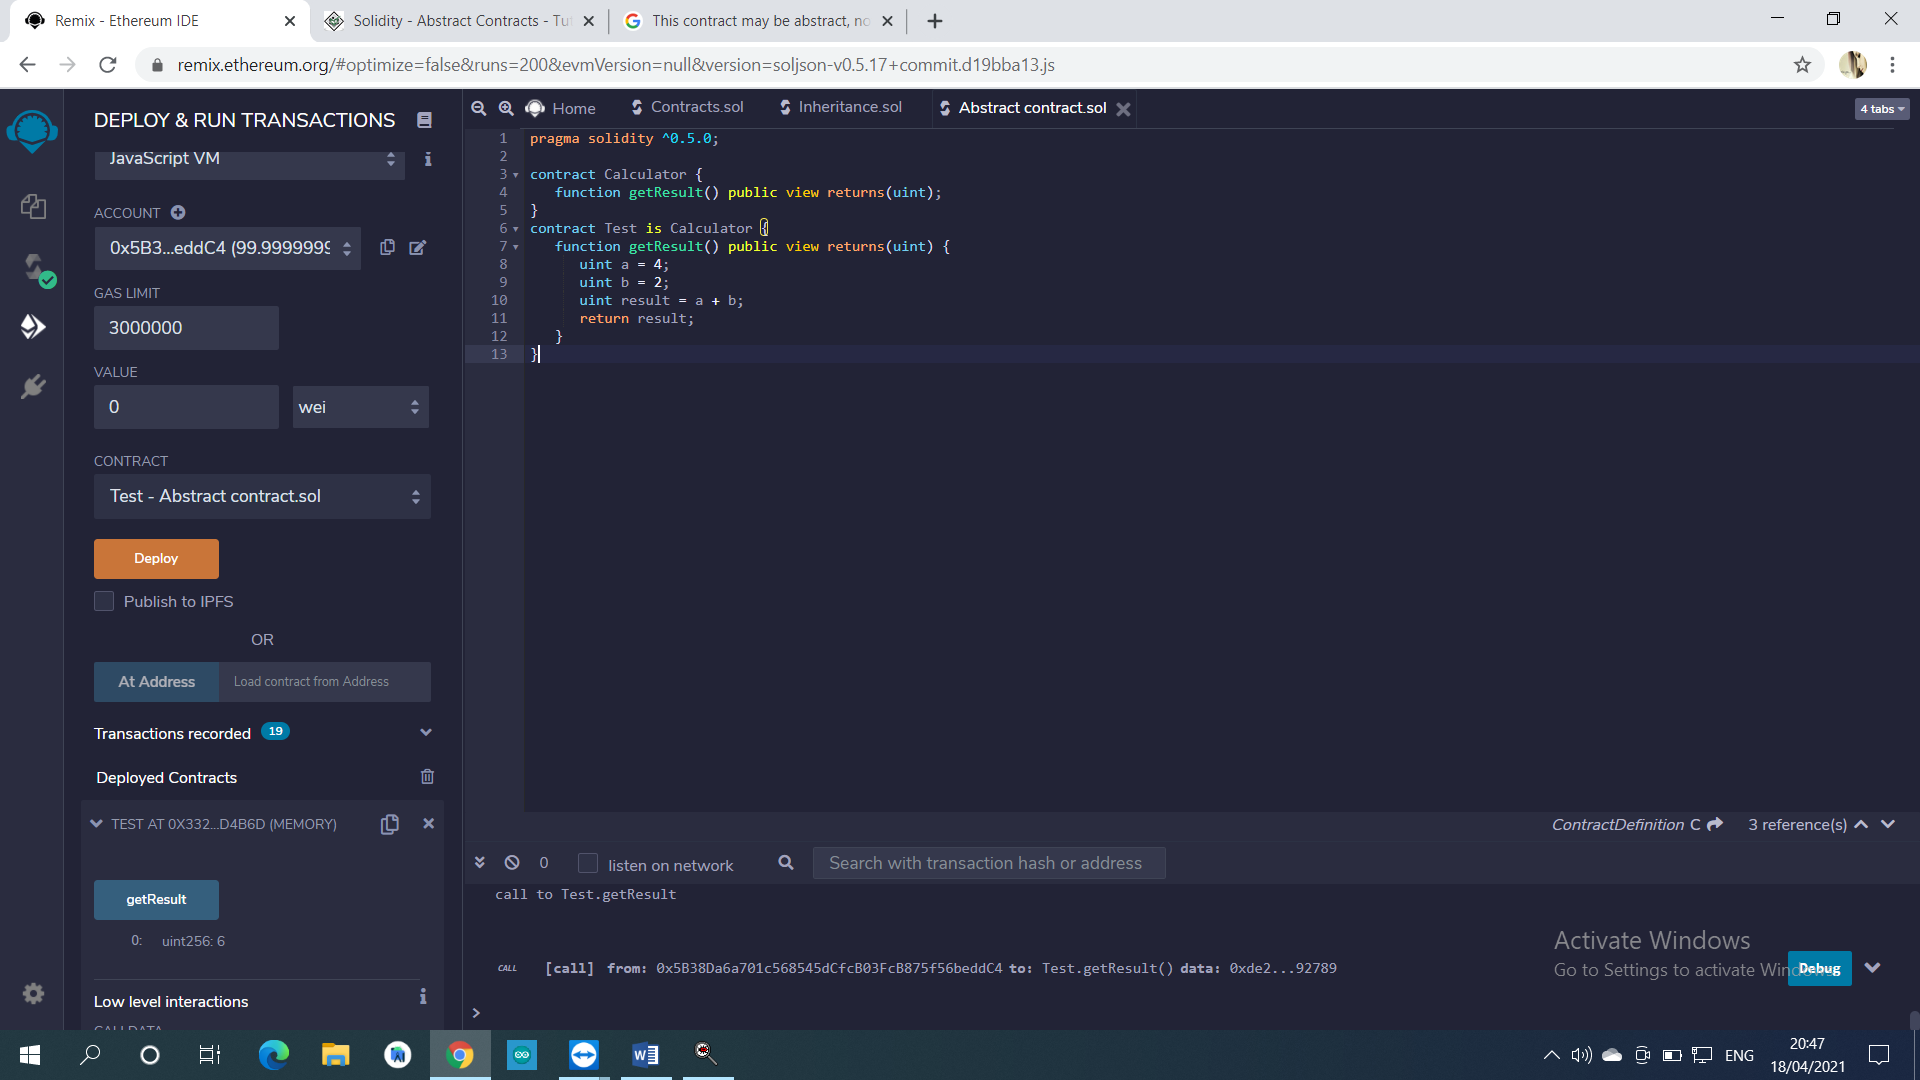 Remix - Ethereum IDE
Solidity - Abstract Contracts - Tu
This contract may be abstract, no
remix.ethereum.org/#optimize=false&runs=200&evmVersion=null&version=soljson-v0.5.17+commit.d19bba13.js
DEPLOY & RUN TRANSACTIONS
JavaScript VM
ACCOUNT
0x5B3...eddC4 (99.9999999
GAS LIMIT
3000000
VALUE
0
wei
CONTRACT
Test - Abstract contract.sol
Deploy
Publish to IPFS
OR
At Address
Load contract from Address
Transactions recorded 19
Deployed Contracts
TEST AT 0X332...D4B6D (MEMORY)
getResult
0: uint256: 6
Low level interactions
CALLDATA
Home
Contracts.sol
Inheritance.sol
Abstract contract.sol
4 tabs
1 pragma solidity ^0.5.0;
2
3 contract Calculator {
4 function getResult() public view returns(uint);
5 }
6 contract Test is Calculator {
7 function getResult() public view returns(uint) {
8 uint a = 4;
9 uint b = 2;
10 uint result = a + b;
11 return result;
12 }
13 }
ContractDefinition C
3 reference(s)
0
listen on network
Search with transaction hash or address
call to Test.getResult
CALL [call] from: 0x5B38Da6a701c568545dCfcB03FcB875f56beddC4 to: Test.getResult() data: 0xde2...92789
Debug
>
Activate Windows
Go to Settings to activate Windows.
ENG
20:47
18/04/2021